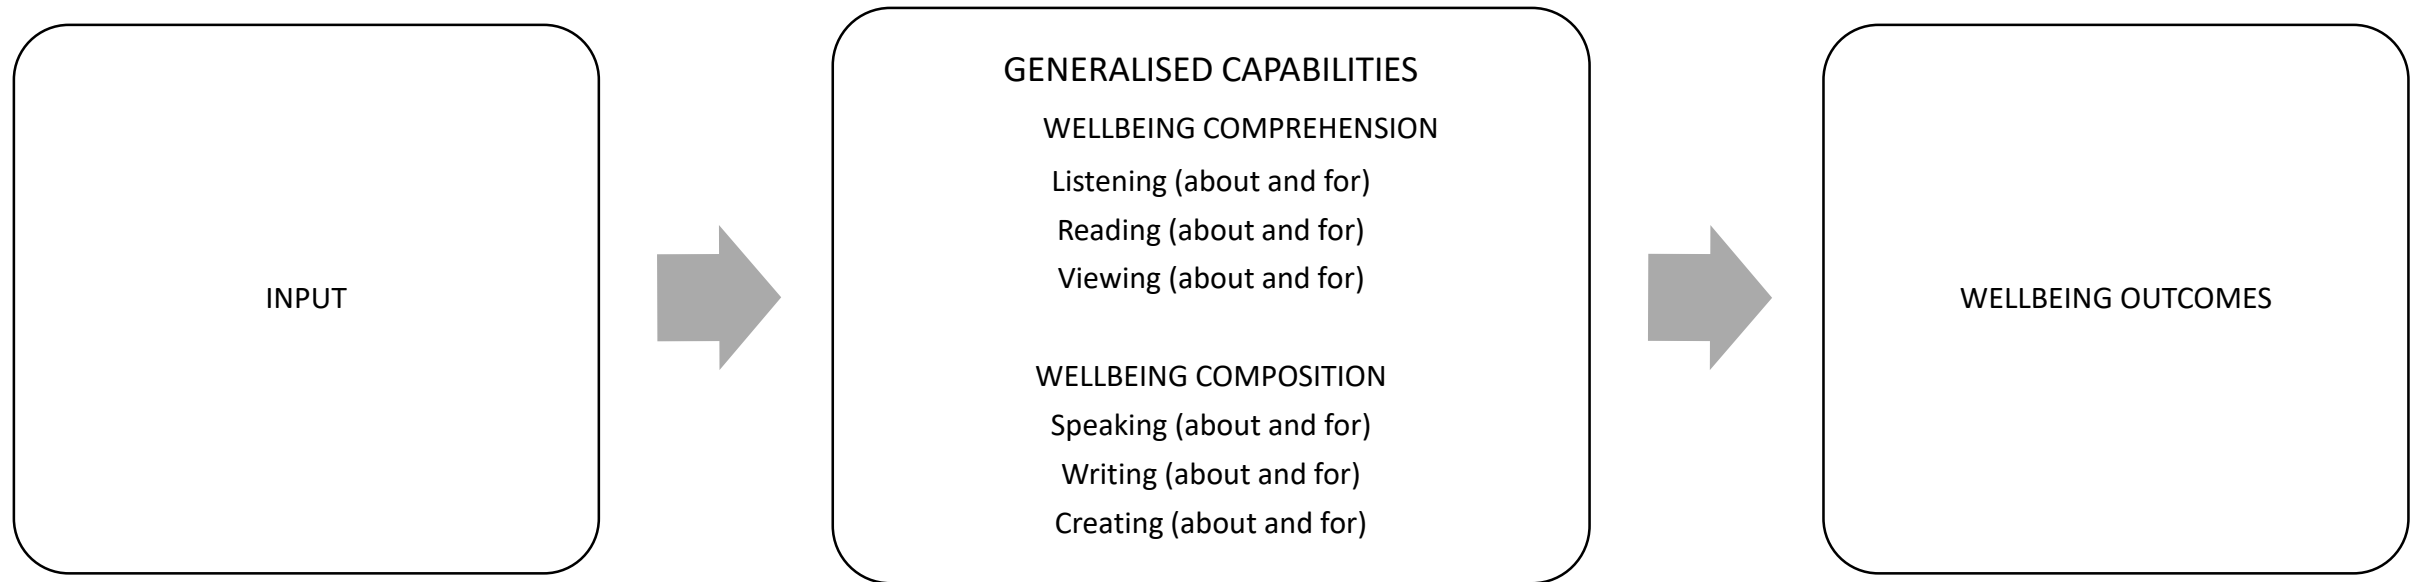 INPUT
GENERALISED CAPABILITIES
WELLBEING COMPREHENSION
Listening (about and for)
Reading (about and for)
Viewing (about and for)
WELLBEING COMPOSITION
Speaking (about and for)
Writing (about and for)
Creating (about and for)
WELLBEING OUTCOMES